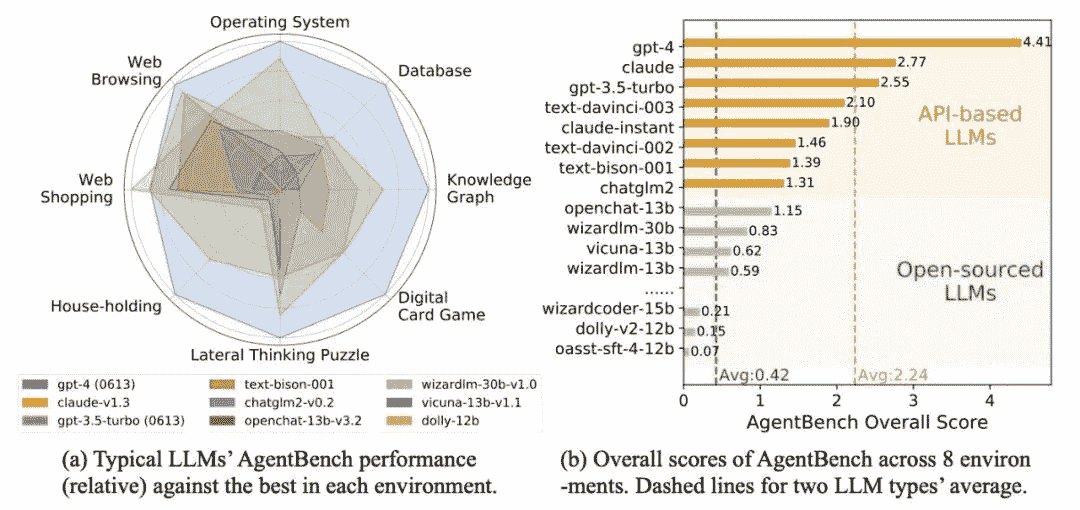 Operating System
Web
Browsing
Database
Web
Shopping
Knowledge
Graph
House-holding
Digital
Card Game
Lateral Thinking Puzzle
gpt-4 (0613)
claude-v1.3
gpt-3.5-turbo (0613)
text-bison-001
chatglm2-v0.2
openchat-13b-v3.2
wizardlm-30b-v1.0
vicuna-13b-v1.1
dolly-12b
(a) Typical LLMs' AgentBench performance
(relative) against the best in each environment.
gpt-4 4.41
claude 2.77
gpt-3.5-turbo 2.55
text-davinci-003 2.10
claude-instant 1.90
text-davinci-002 1.46
text-bison-001 1.39
chatglm2 1.31
openchat-13b 1.15
wizardlm-30b 0.83
vicuna-13b 0.62
wizardlm-13b 0.59
......
wizardcoder-15b 0.21
dolly-v2-12b 0.15
oasst-sft-4-12b 0.07
API-based
LLMs
Open-sourced
LLMs
Avg:0.42 Avg:2.24
0 1 2 3 4
AgentBench Overall Score
(b) Overall scores of AgentBench across 8 environ
-ments. Dashed lines for two LLM types' average.